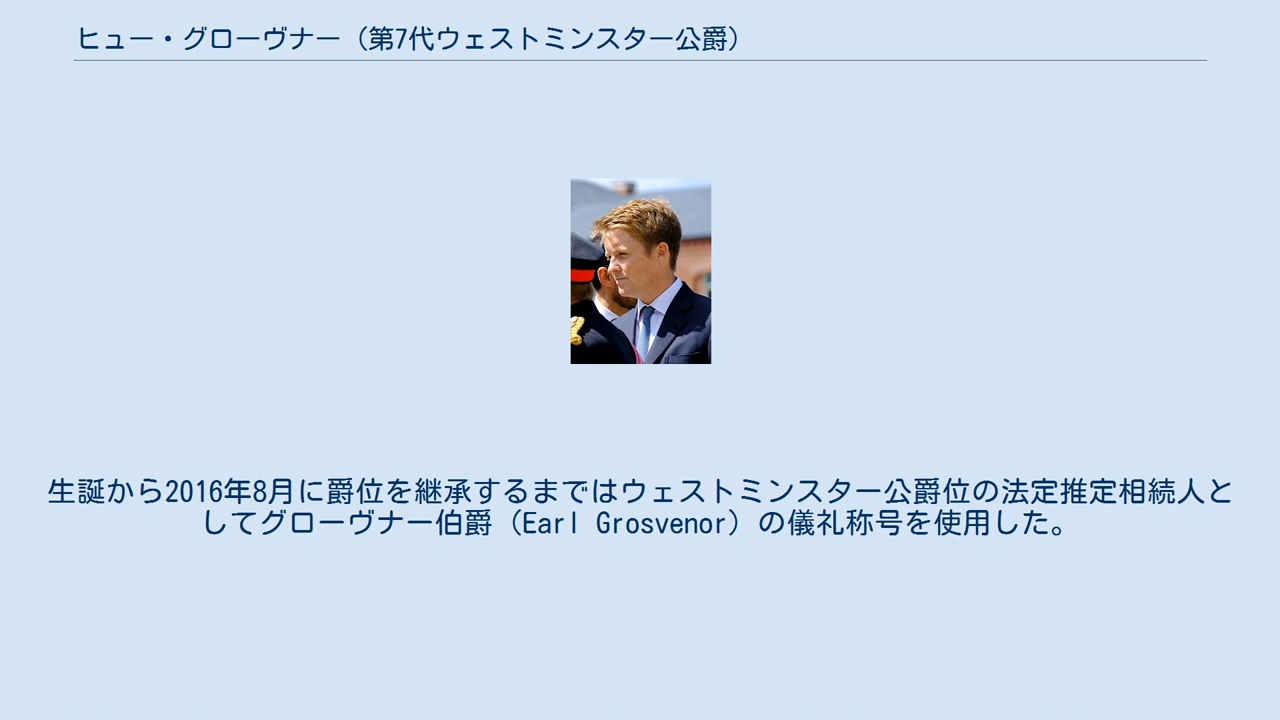 ヒュー・グローヴナー（第7代ウェストミンスター公爵）
生誕から2016年8月に爵位を継承するまではウェストミンスター公爵位の法定推定相続人と
してグローヴナー伯爵（Earl Grosvenor）の儀礼称号を使用した。